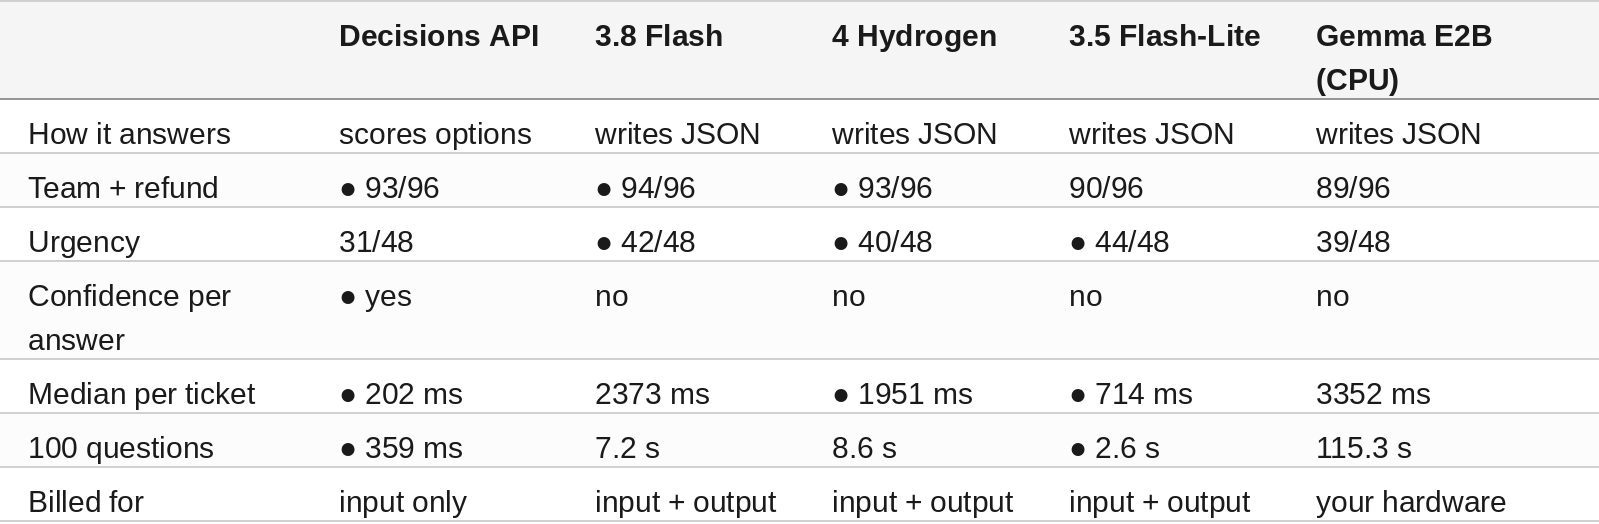 Decisions API 3.8 Flash 4 Hydrogen 3.5 Flash-Lite Gemma E2B
(CPU)
How it answers scores options writes JSON writes JSON writes JSON writes JSON
Team + refund ● 93/96 ● 94/96 ● 93/96 90/96 89/96
Urgency 31/48 ● 42/48 ● 40/48 ● 44/48 39/48
Confidence per ● yes no no no no
answer
Median per ticket ● 202 ms 2373 ms ● 1951 ms ● 714 ms 3352 ms
100 questions ● 359 ms 7.2 s 8.6 s ● 2.6 s 115.3 s
Billed for input only input + output input + output input + output your hardware